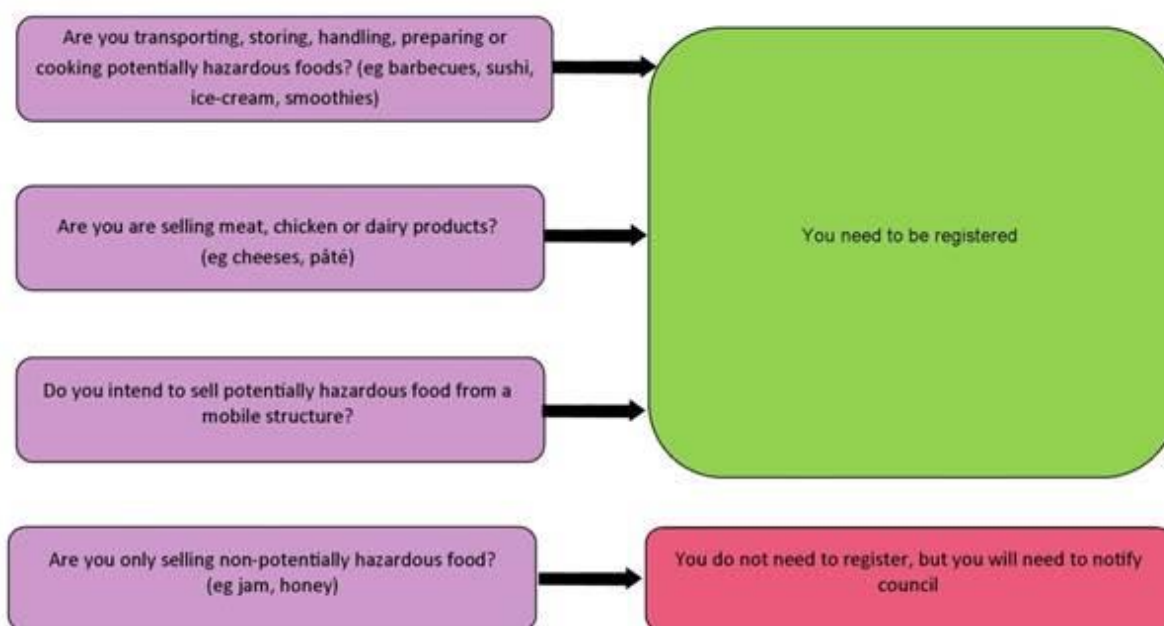 Are you transporting, storing, handling, preparing or
cooking potentially hazardous foods? (eg barbecues, sushi,
ice-cream, smoothies)
Are you are selling meat, chicken or dairy products?
(eg cheeses, pâté)
You need to be registered
Do you intend to sell potentially hazardous food from a
mobile structure?
Are you only selling non-potentially hazardous food?
(eg jam, honey)
You do not need to register, but you will need to notify
council